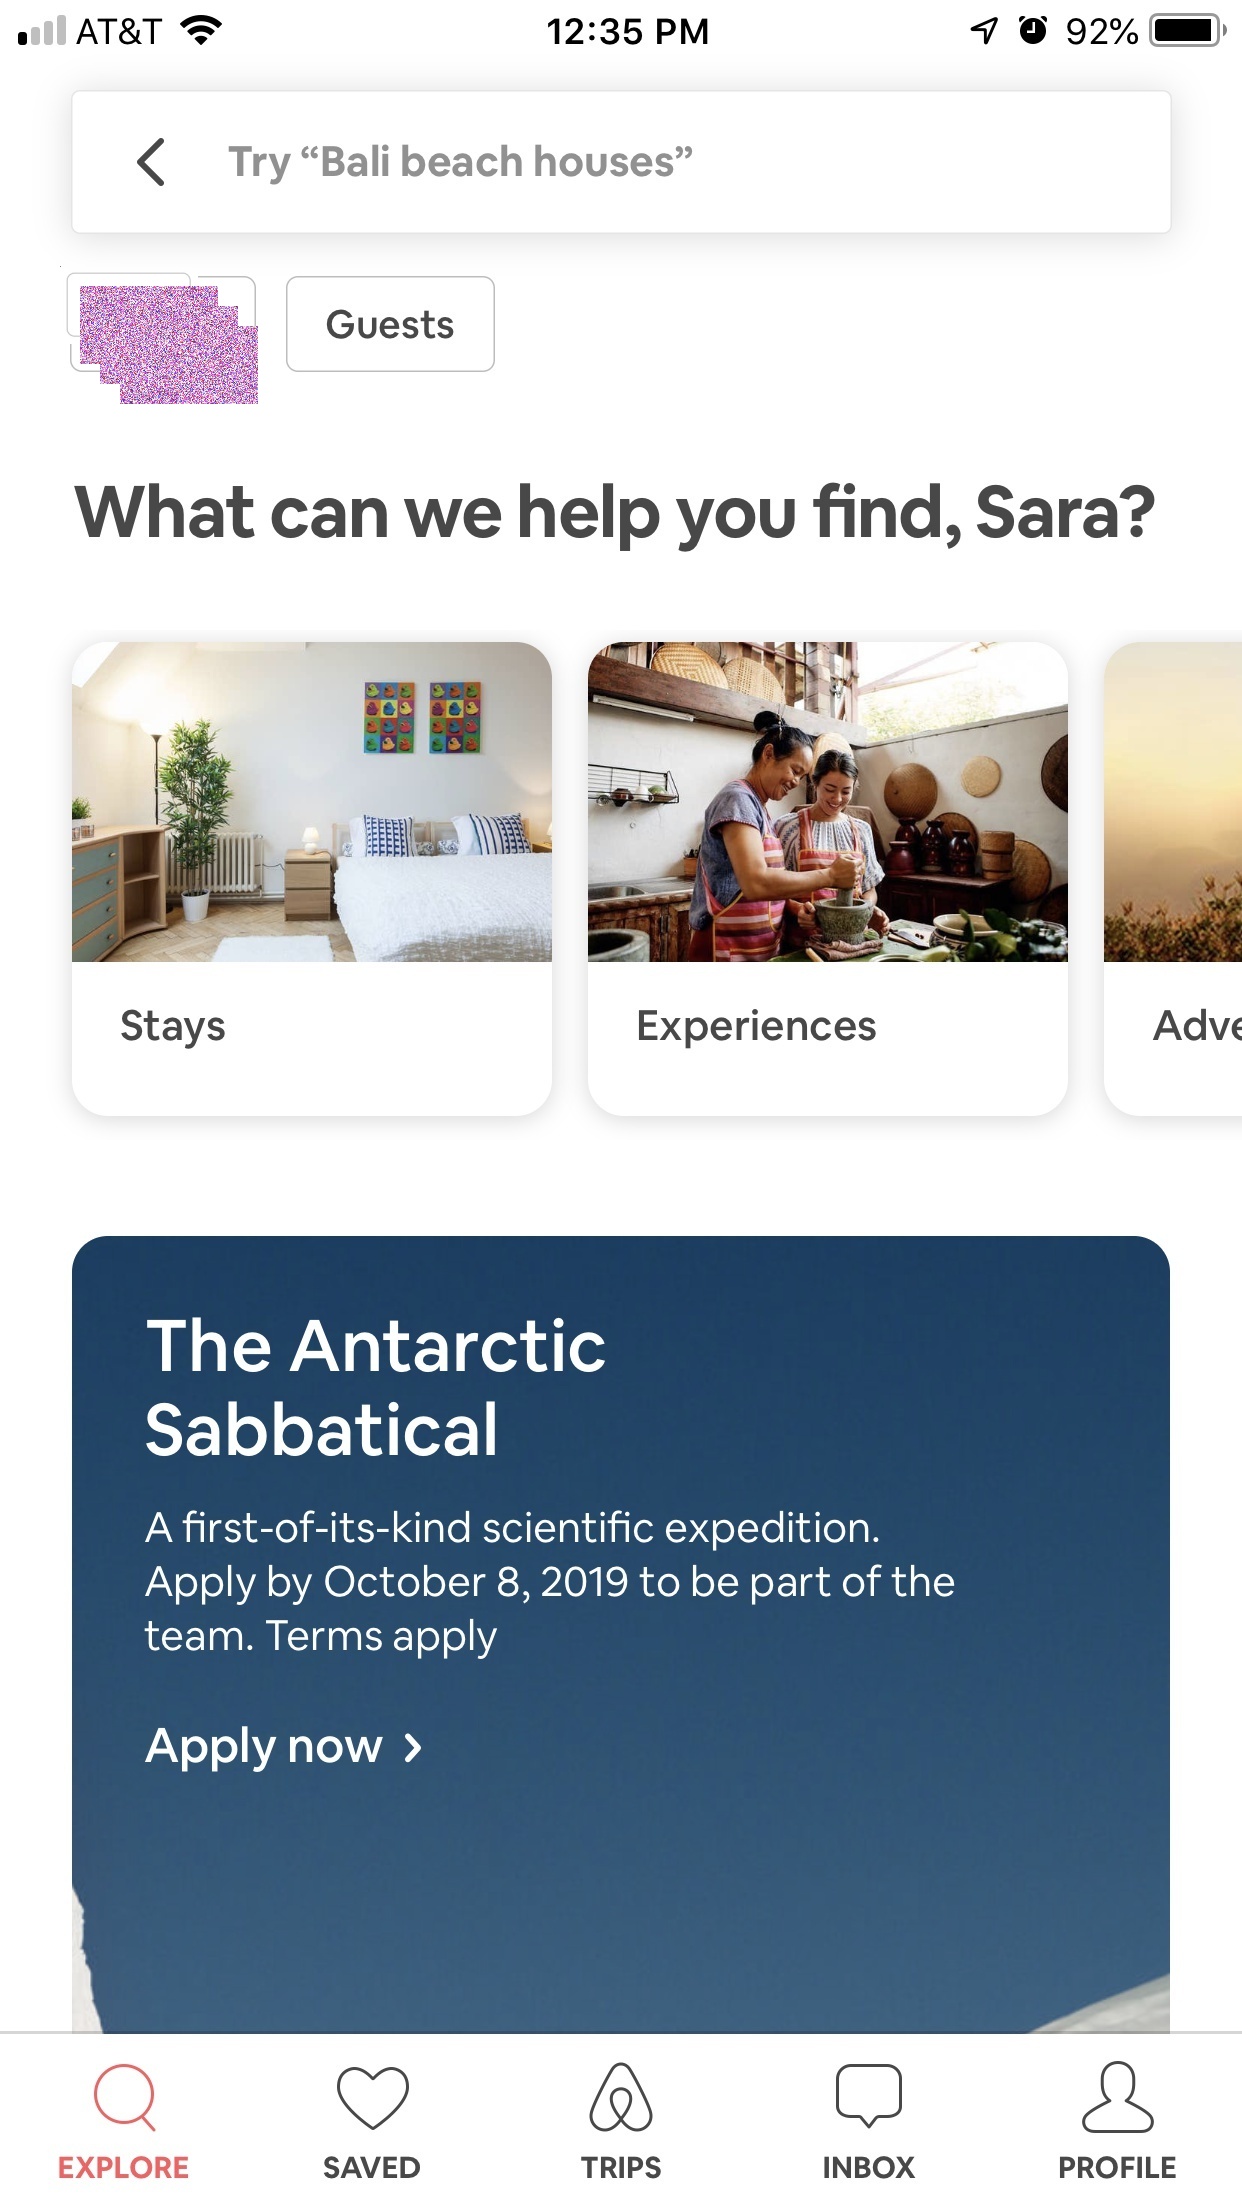 AT&T 12:35 PM 92%
Try “Bali beach houses”
Guests
What can we help you find, Sara?
Stays
Experiences
Adve
The Antarctic
Sabbatical
A first-of-its-kind scientific expedition.
Apply by October 8, 2019 to be part of the
team. Terms apply
Apply now
EXPLORE
SAVED
TRIPS
INBOX
PROFILE